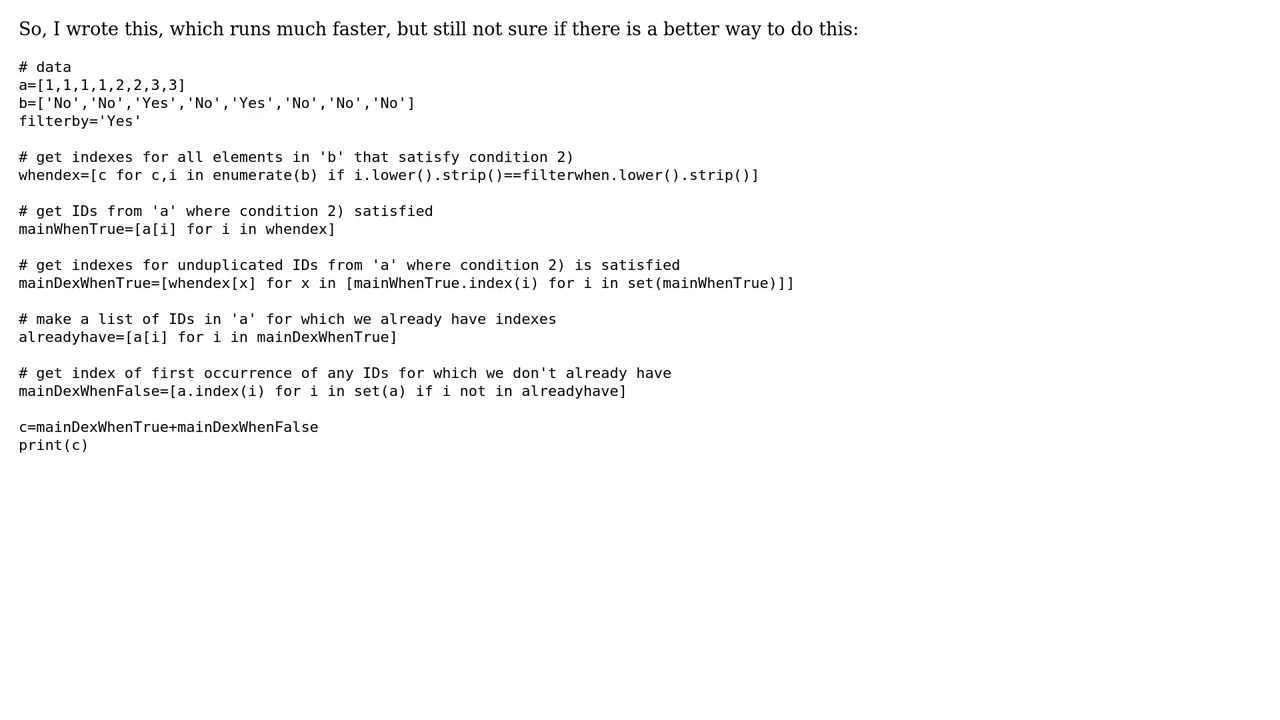 So, I wrote this, which runs much faster, but still not sure if there is a better way to do this:
# data
a=[1,1,1,1,2,2,3,3]
b=['No','No','Yes','No','Yes','No','No','No']
filterby='Yes'
# get indexes for all elements in 'b' that satisfy condition 2)
whendex=[c for c,i in enumerate(b) if i.lower().strip()==filterwhen.lower().strip()]
# get IDs from 'a' where condition 2) satisfied
mainWhenTrue=[a[i] for i in whendex]
# get indexes for unduplicated IDs from 'a' where condition 2) is satisfied
mainDexWhenTrue=[whendex[x] for x in [mainWhenTrue.index(i) for i in set(mainWhenTrue)]]
# make a list of IDs in 'a' for which we already have indexes
alreadyhave=[a[i] for i in mainDexWhenTrue]
# get index of first occurrence of any IDs for which we don't already have
mainDexWhenFalse=[a.index(i) for i in set(a) if i not in alreadyhave]
c=mainDexWhenTrue+mainDexWhenFalse
print(c)